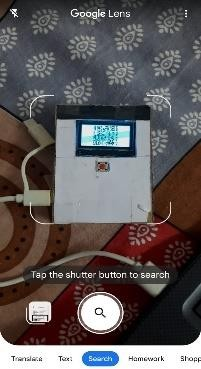 Google Lens
Tap the shutter button to search
Translate Text Search Homework Shopp